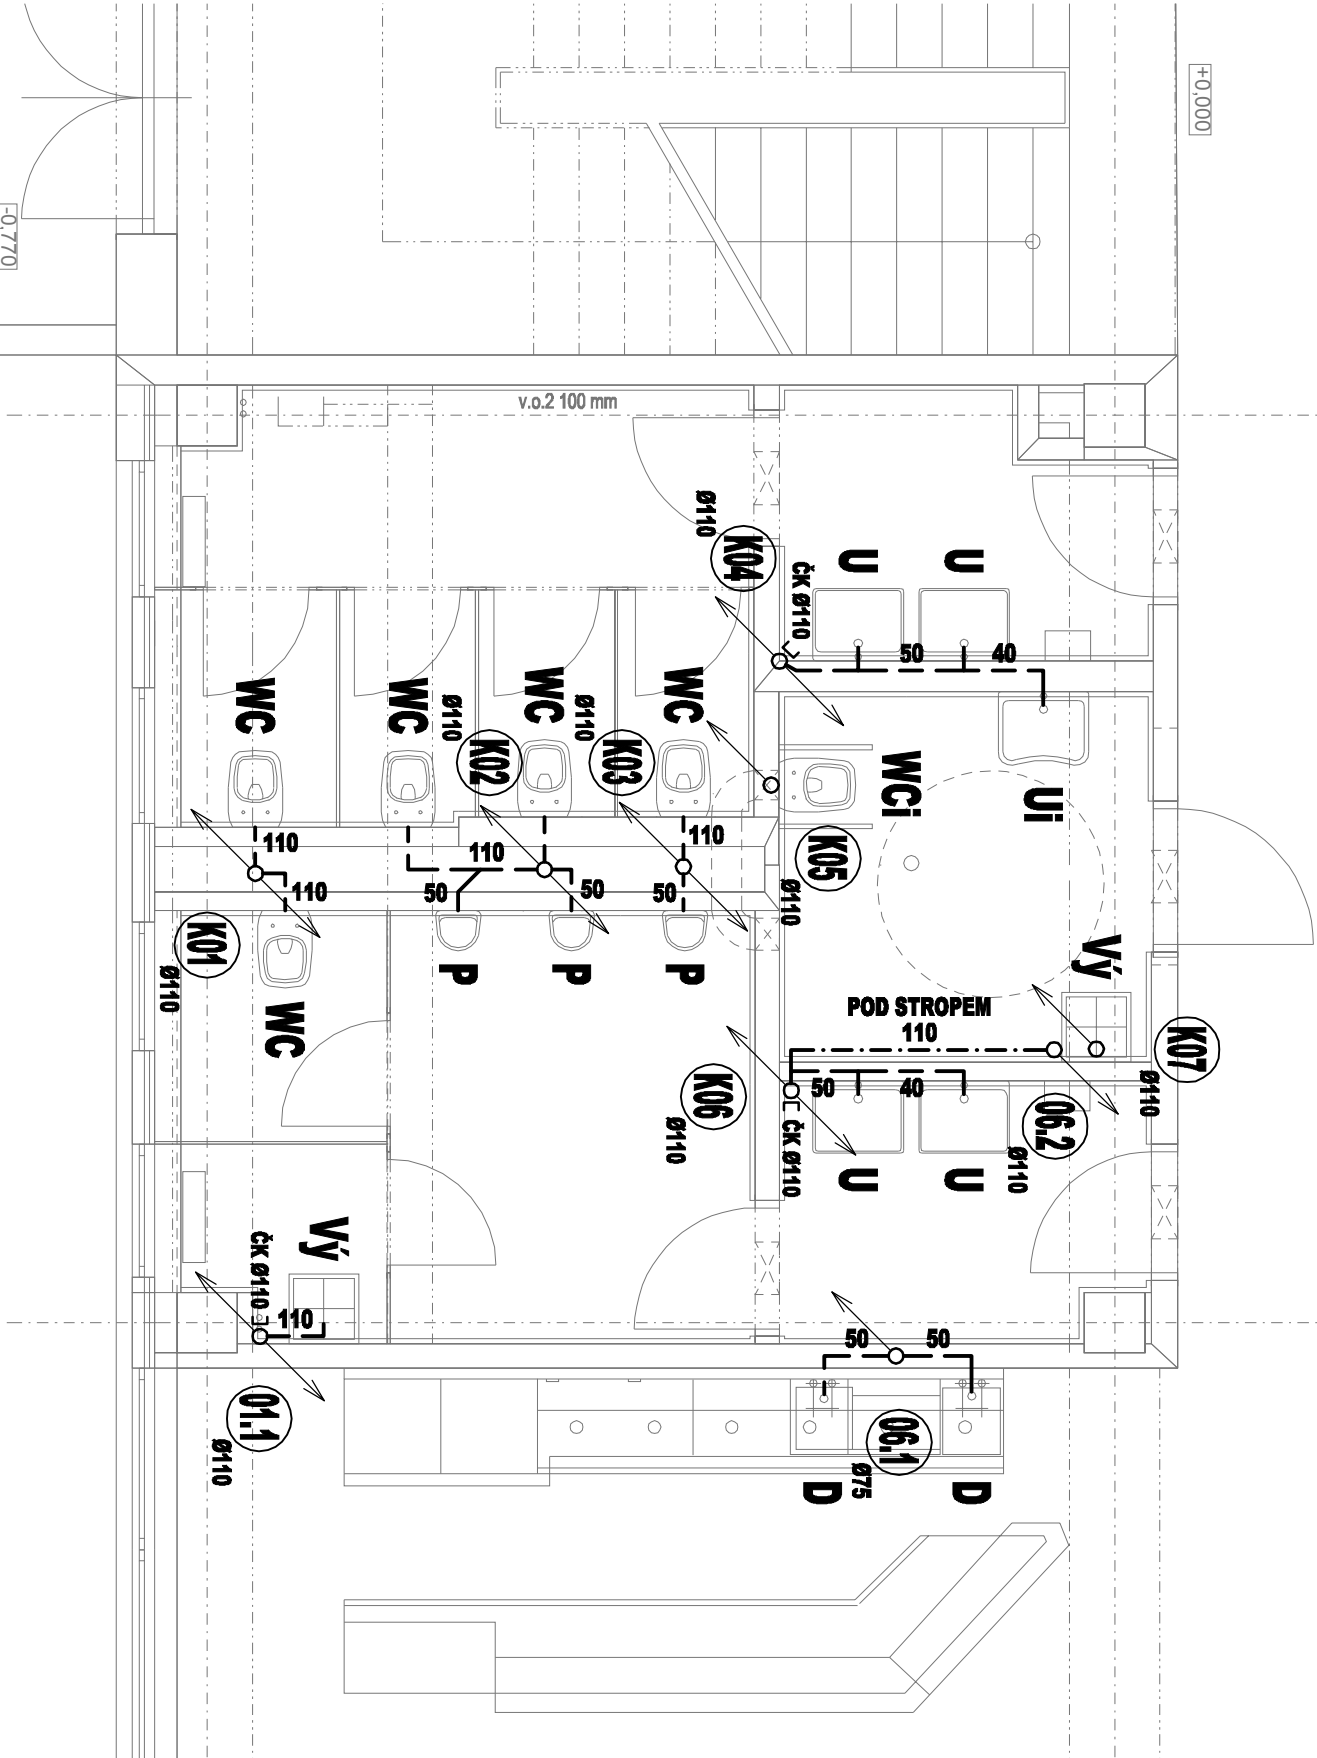 +0,000
-0,770
v.o.2 100 mm
Ø110
K04
ČK Ø110
U
U
50
40
WC
WC
WC
WC
Ø110
K02
Ø110
K03
WCi
Ui
K05
Ø110
110
110
110
110
50
50
50
K01
Ø110
WC
P
P
P
Vý
POD STROPEM
110
K07
Ø110
K06
Ø110
50
40
06.2
Ø110
ČK Ø110
U
U
Vý
ČK Ø110
110
01.1
Ø110
50
50
06.1
Ø75
D
D